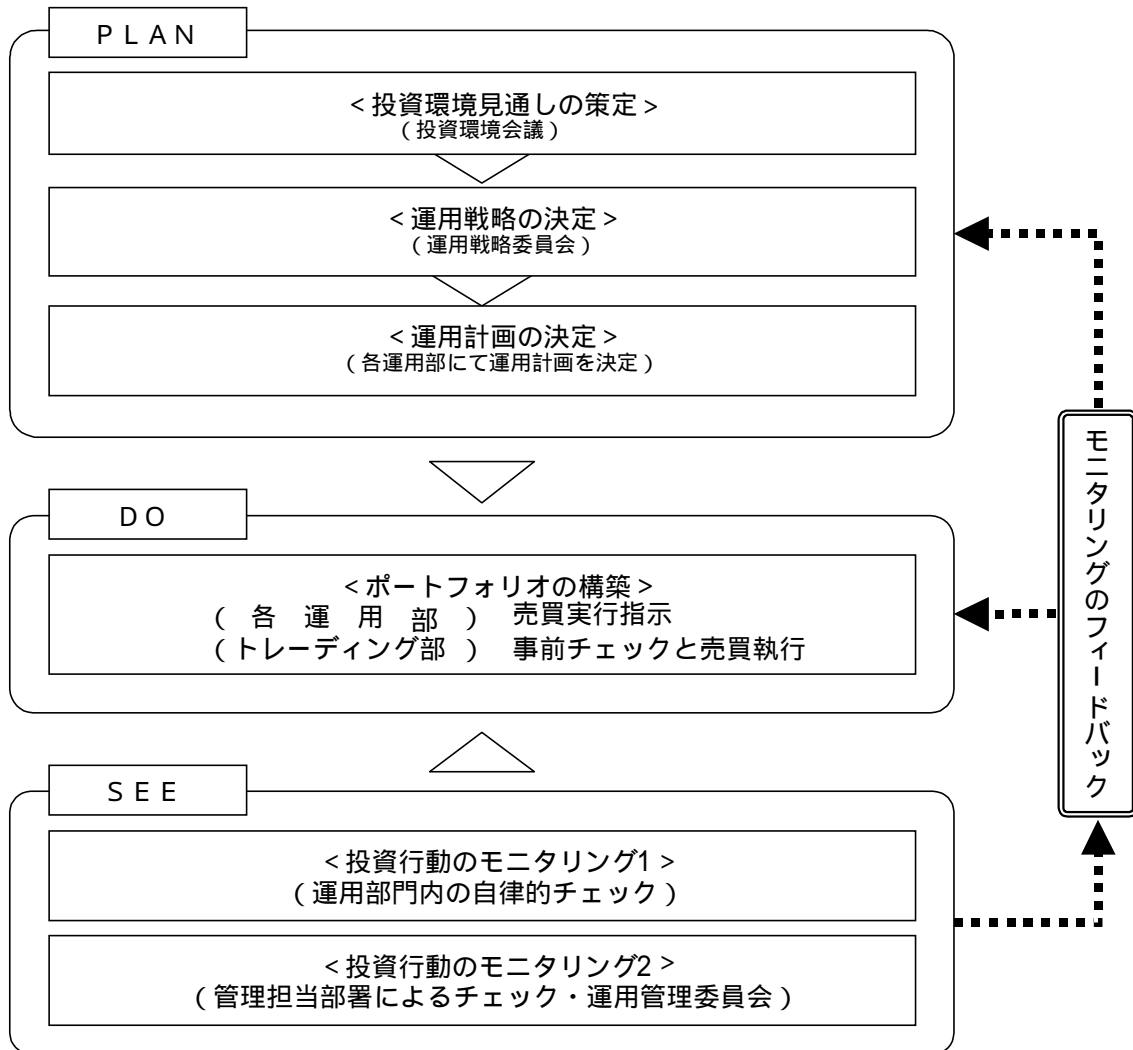 PLAN
<投資環境見通しの策定>
(投資環境会議)
<運用戦略の決定>
(運用戦略委員会)
<運用計画の決定>
(各運用部にて運用計画を決定)
DO
<ポートフォリオの構築>
(各運用部) 売買実行指示
(トレーディング部) 事前チェックと売買執行
SEE
<投資行動のモニタリング1>
(運用部門内の自律的チェック)
<投資行動のモニタリング2>
(管理担当部署によるチェック・運用管理委員会)
モニタリングのフィードバック